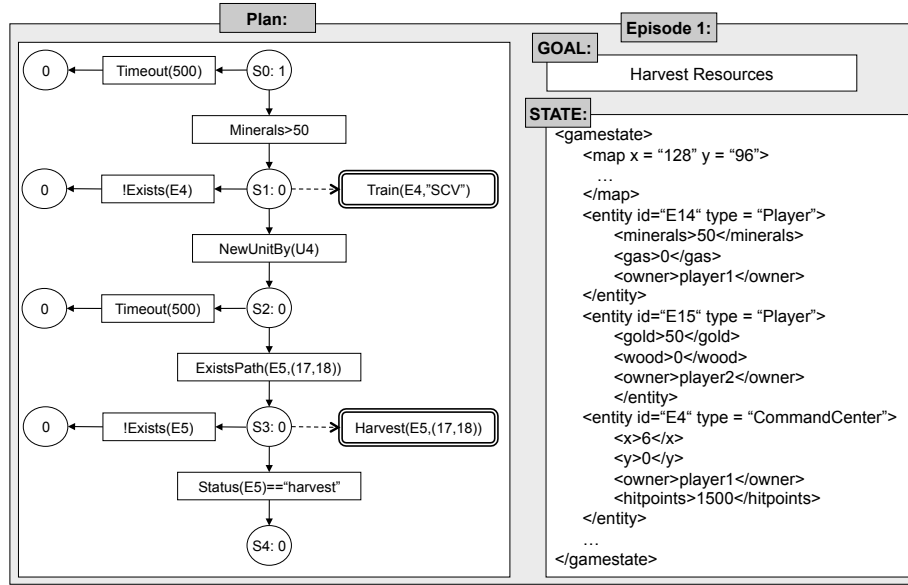 Plan:
0
Timeout(500)
S0: 1
Minerals>50
0
!Exists(E4)
S1: 0
Train(E4,”SCV”)
NewUnitBy(U4)
0
Timeout(500)
S2: 0
ExistsPath(E5,(17,18))
0
!Exists(E5)
S3: 0
Harvest(E5,(17,18))
Status(E5)==“harvest”
S4: 0
Episode 1:
GOAL:
Harvest Resources
STATE:
<gamestate>
<map x = “128” y = “96”>
…
</map>
<entity id=“E14“ type = “Player”>
<minerals>50</minerals>
<gas>0</gas>
<owner>player1</owner>
</entity>
<entity id=“E15“ type = “Player”>
<gold>50</gold>
<wood>0</wood>
<owner>player2</owner>
</entity>
<entity id=“E4“ type = “CommandCenter”>
<x>6</x>
<y>0</y>
<owner>player1</owner>
<hitpoints>1500</hitpoints>
</entity>
…
</gamestate>